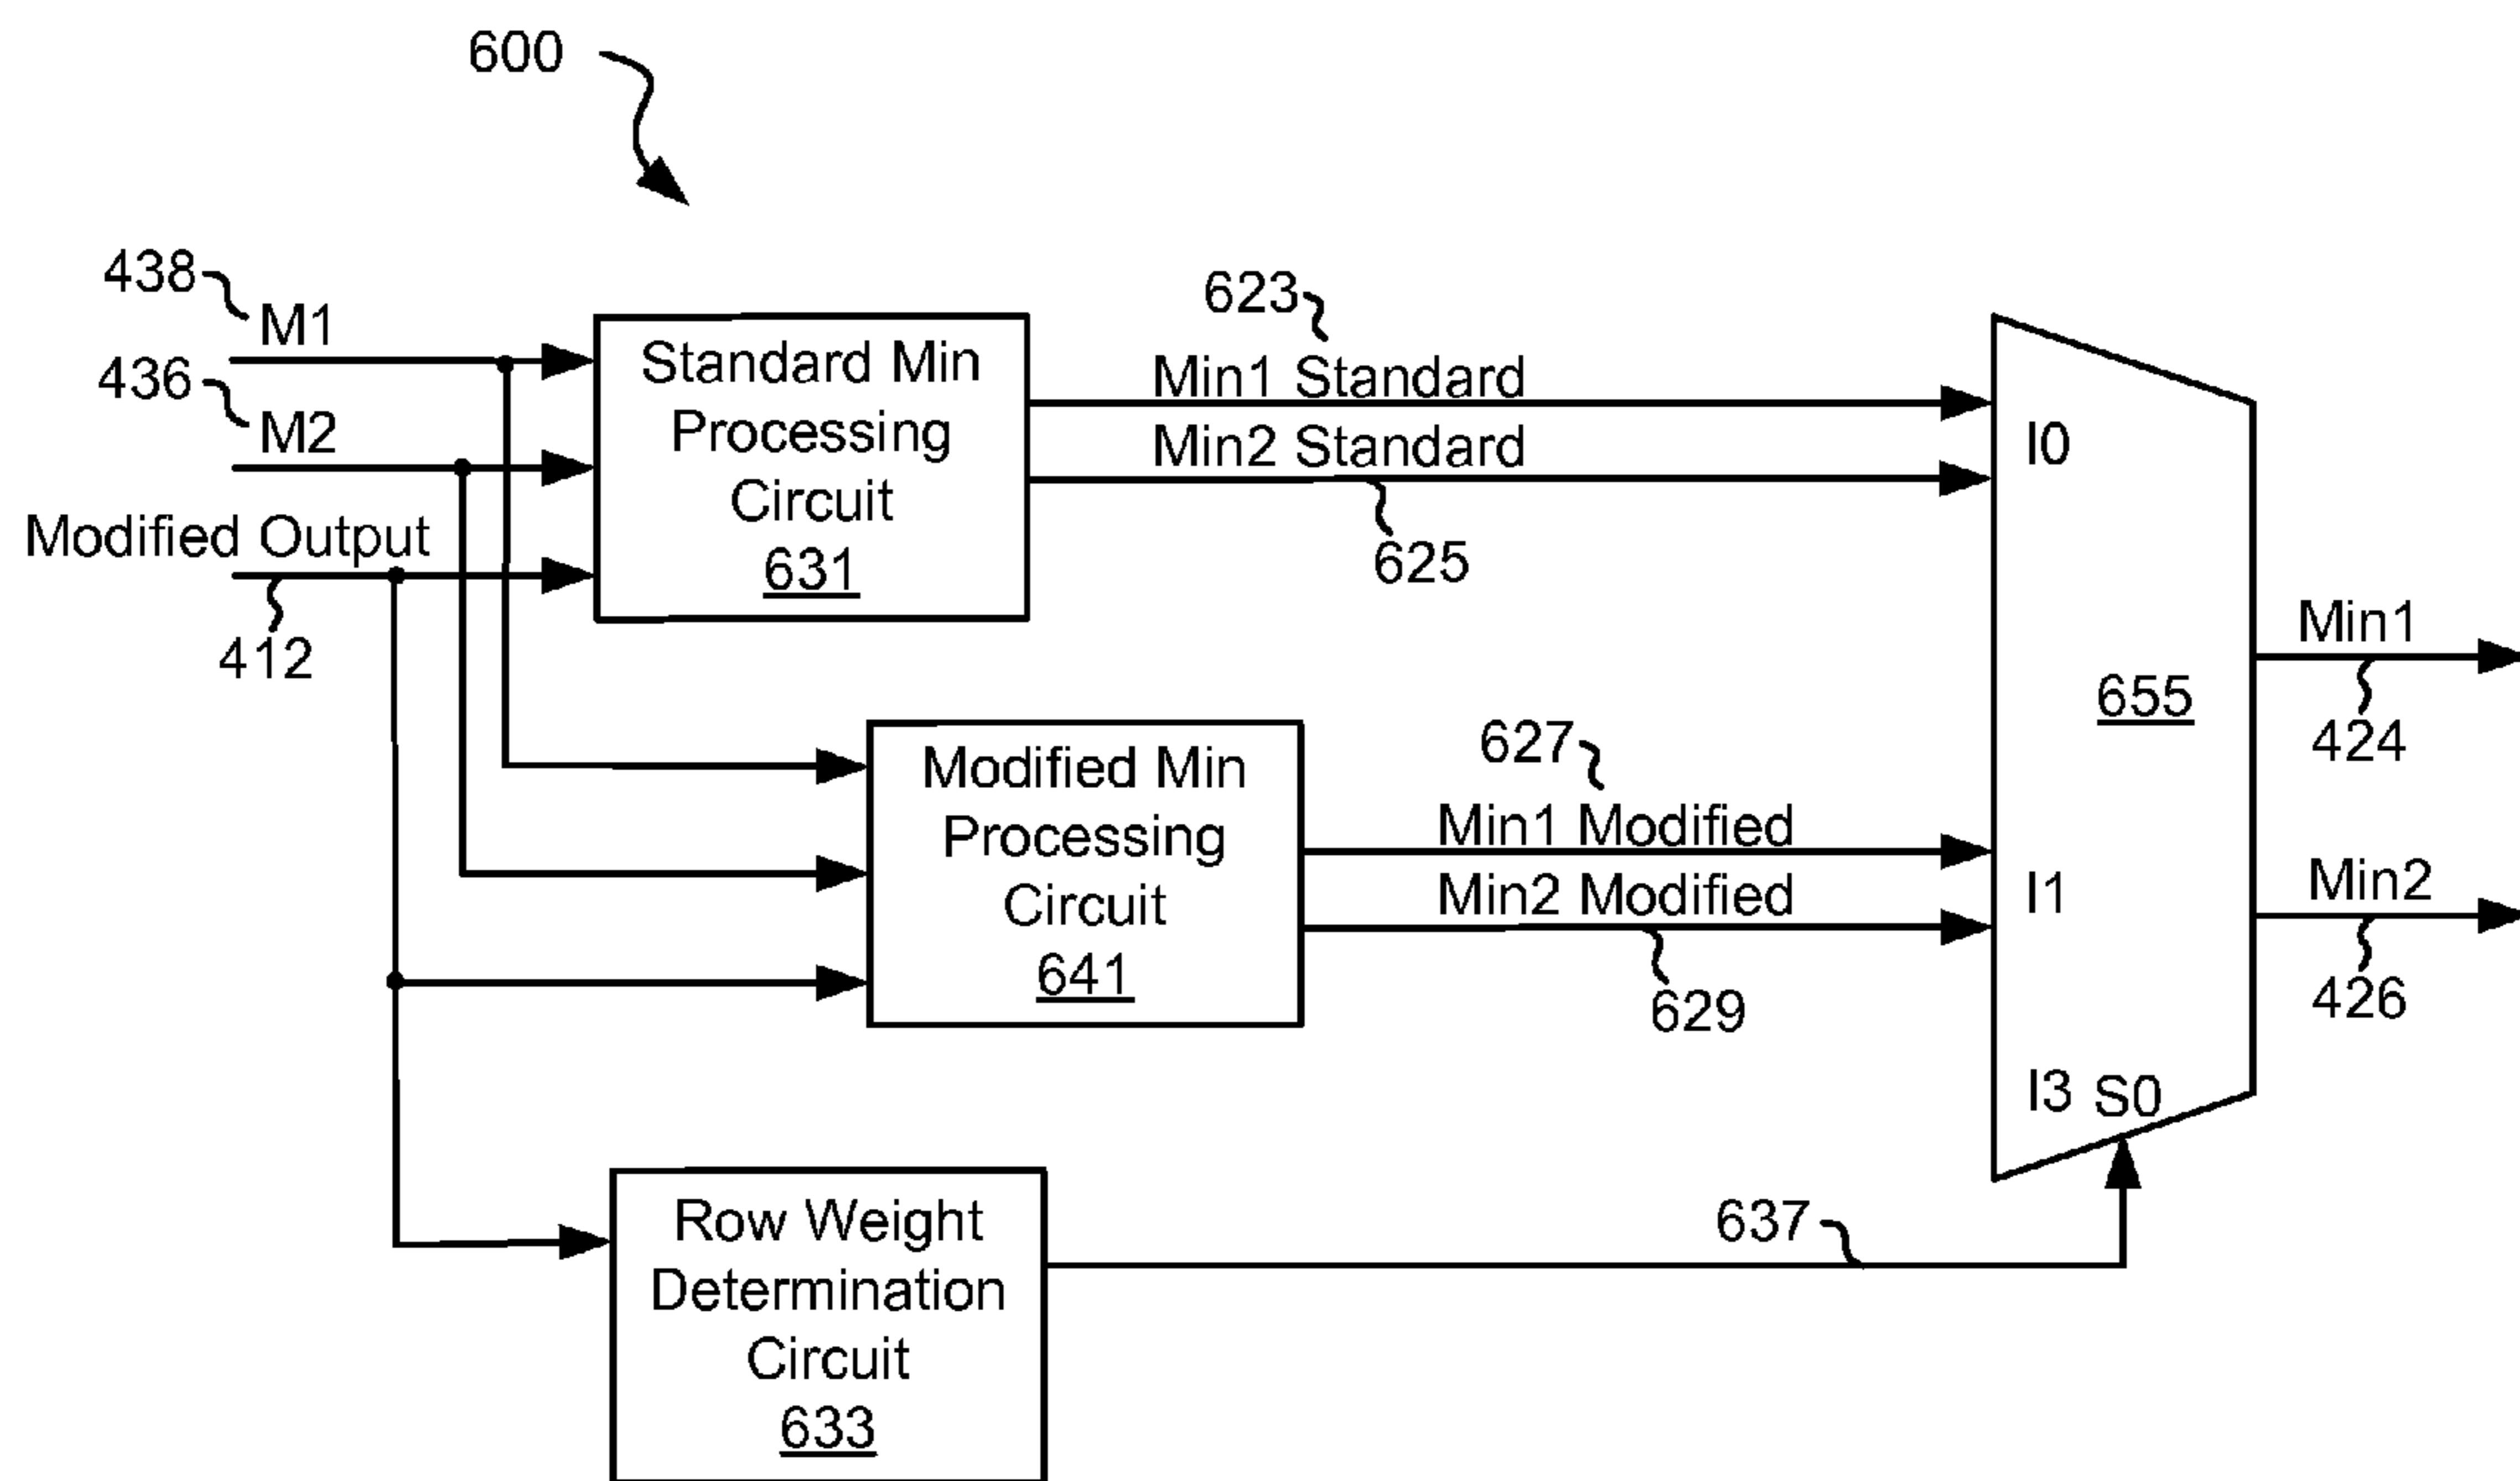 600
438
M1
436
M2
Modified Output
412
Standard Min
Processing
Circuit
631
623
Min1 Standard
Min2 Standard
625
Modified Min
Processing
Circuit
641
627
Min1 Modified
Min2 Modified
629
Row Weight
Determination
Circuit
633
637
I0
I1
I3 S0
655
Min1
424
Min2
426